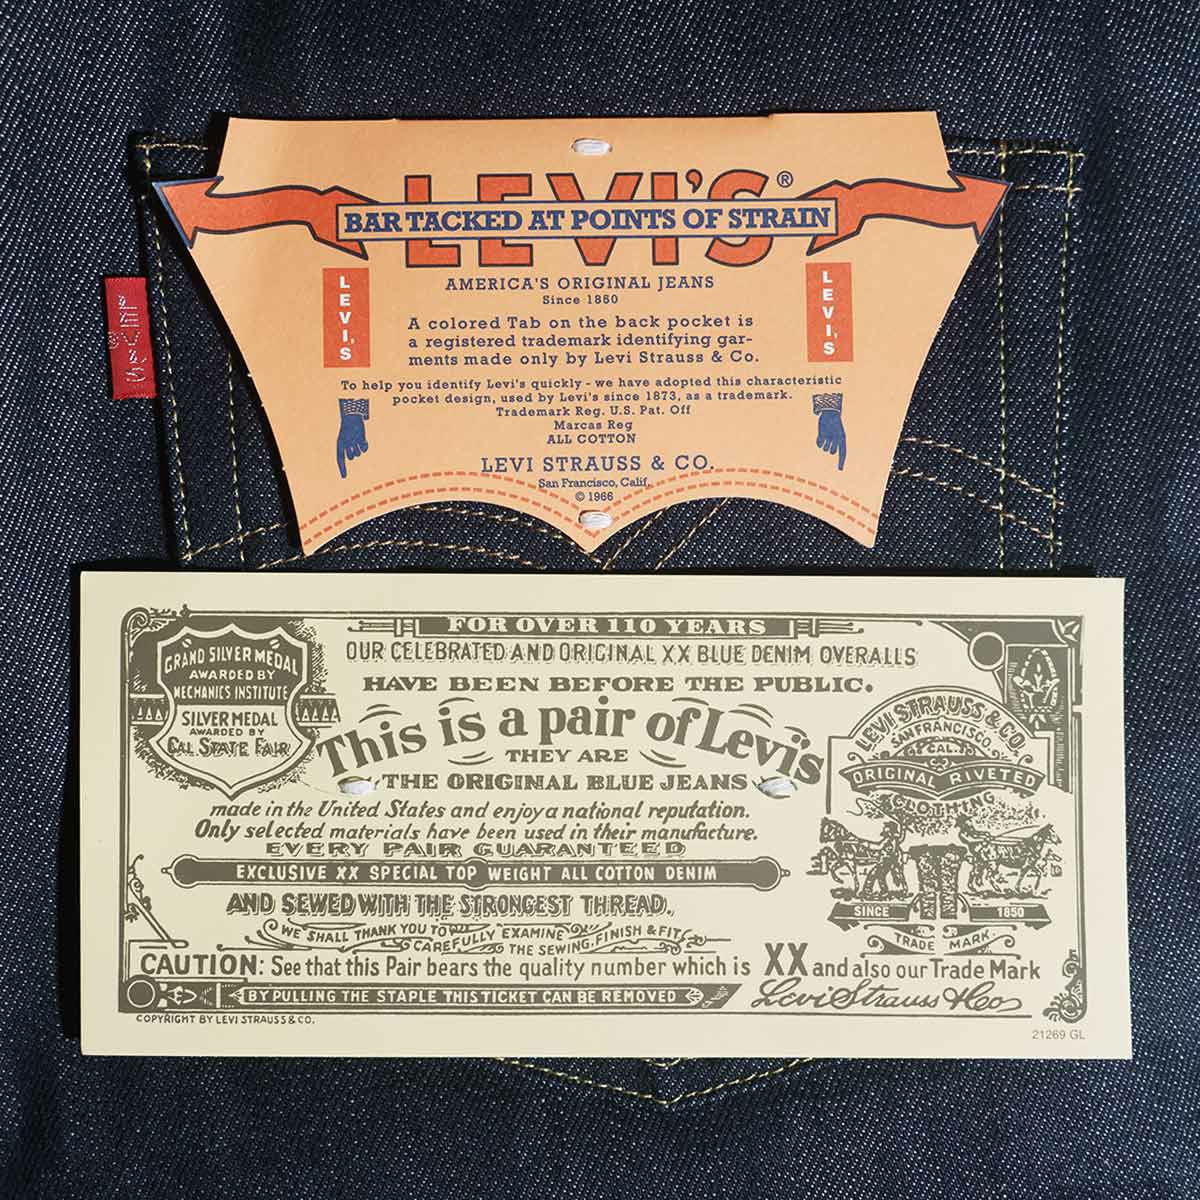 LEVI'S®
BAR TACKED AT POINTS OF STRAIN
AMERICA'S ORIGINAL JEANS
Since 1850
LEVI'S
LEVI'S
A colored Tab on the back pocket is
a registered trademark identifying gar-
ments made only by Levi Strauss & Co.
To help you identify Levi's quickly - we have adopted this characteristic
pocket design, used by Levi's since 1873, as a trademark.
Trademark Reg. U.S. Pat. Off
Marcas Reg
ALL COTTON
LEVI STRAUSS & CO.
San Francisco, Calif.
© 1966
LEVI'S
FOR OVER 110 YEARS
OUR CELEBRATED AND ORIGINAL XX BLUE DENIM OVERALLS
HAVE BEEN BEFORE THE PUBLIC.
GRAND SILVER MEDAL
AWARDED BY
MECHANICS INSTITUTE
SILVER MEDAL
AWARDED BY
CAL. STATE FAIR
This is a pair of Levi's
THEY ARE
THE ORIGINAL BLUE JEANS
made in the United States and enjoy a national reputation.
Only selected materials have been used in their manufacture.
EVERY PAIR GUARANTEED
EXCLUSIVE XX SPECIAL TOP WEIGHT ALL COTTON DENIM
AND SEWED WITH THE STRONGEST THREAD.
WE SHALL THANK YOU TO CAREFULLY EXAMINE
THE SEWING, FINISH & FIT
LEVI STRAUSS & CO.
SAN FRANCISCO,
CAL.
ORIGINAL RIVETED
CLOTHING
SINCE 1850
TRADE MARK.
CAUTION: See that this Pair bears the quality number which is XX and also our Trade Mark
Levi Strauss & Co
BY PULLING THE STAPLE THIS TICKET CAN BE REMOVED
COPYRIGHT BY LEVI STRAUSS & CO.
21269 GL